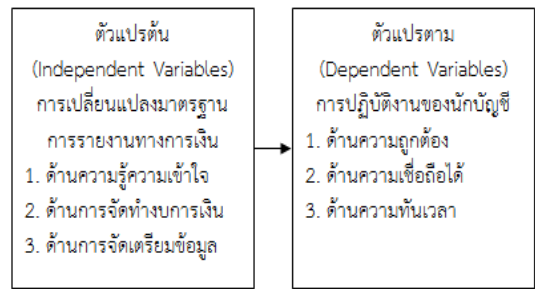 ตัวแปรต้น
(Independent Variables)
การเปลี่ยนแปลงมาตรฐาน
การรายงานทางการเงิน
1. ด้านความรู้ความเข้าใจ
2. ด้านการจัดทำงบการเงิน
3. ด้านการจัดเตรียมข้อมูล
ตัวแปรตาม
(Dependent Variables)
การปฏิบัติงานของนักบัญชี
1. ด้านความถูกต้อง
2. ด้านความเชื่อถือได้
3. ด้านความทันเวลา